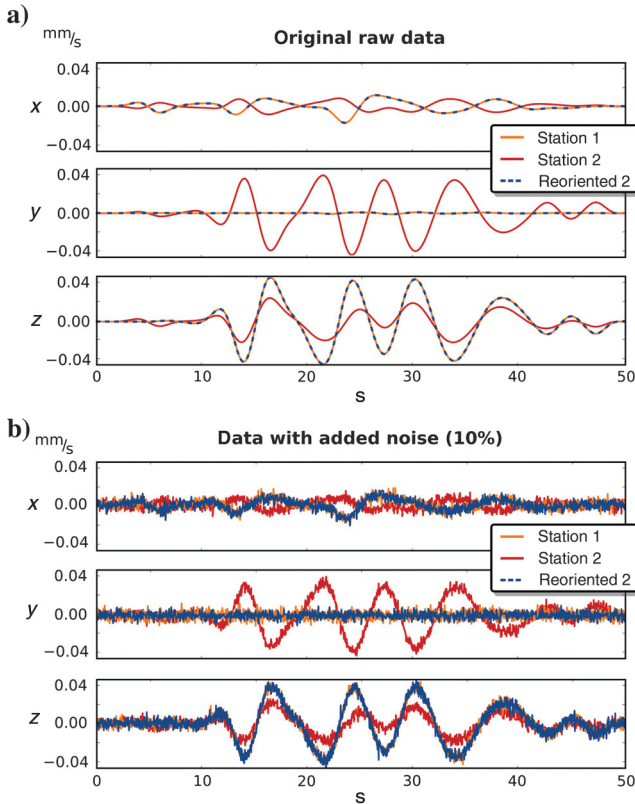 a)
mm/s
Original raw data
0.04
x
0.00
−0.04
Station 1
Station 2
Reoriented 2
0.04
y
0.00
−0.04
0.04
z
0.00
−0.04
0 10 20 30 40 50
s
b)
mm/s
Data with added noise (10%)
0.04
x
0.00
−0.04
Station 1
Station 2
Reoriented 2
0.04
y
0.00
−0.04
0.04
z
0.00
−0.04
0 10 20 30 40 50
s